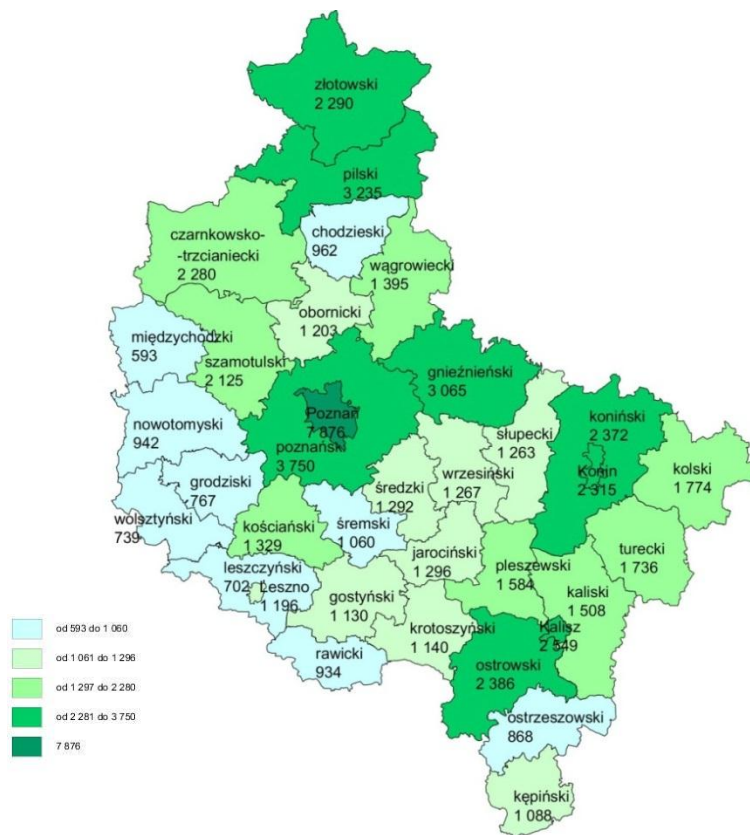 złotowski
2 290
pilski
3 235
chodzieski
962
czarnkowsko-
-trzcianiecki
2 280
wągrowiecki
1 395
obornicki
1 203
międzychodzki
593
szamotulski
2 125
gnieźnieński
3 065
Poznań
7 876
poznański
3 750
nowotomyski
942
słupecki
1 263
koniński
2 372
Konin
2 315
kolski
1 774
grodziski
767
wrzesiński
1 267
średzki
1 292
wolsztyński
739
kościański
1 329
śremski
1 060
jarociński
1 296
turecki
1 736
pleszewski
1 584
leszczyński
702
Leszno
1 196
gostyński
1 130
kaliski
1 508
krotoszyński
1 140
Kalisz
2 549
rawicki
934
ostrowski
2 386
ostrzeszowski
868
kępiński
1 088
od 593 do 1 060
od 1 061 do 1 296
od 1 297 do 2 280
od 2 281 do 3 750
7 876